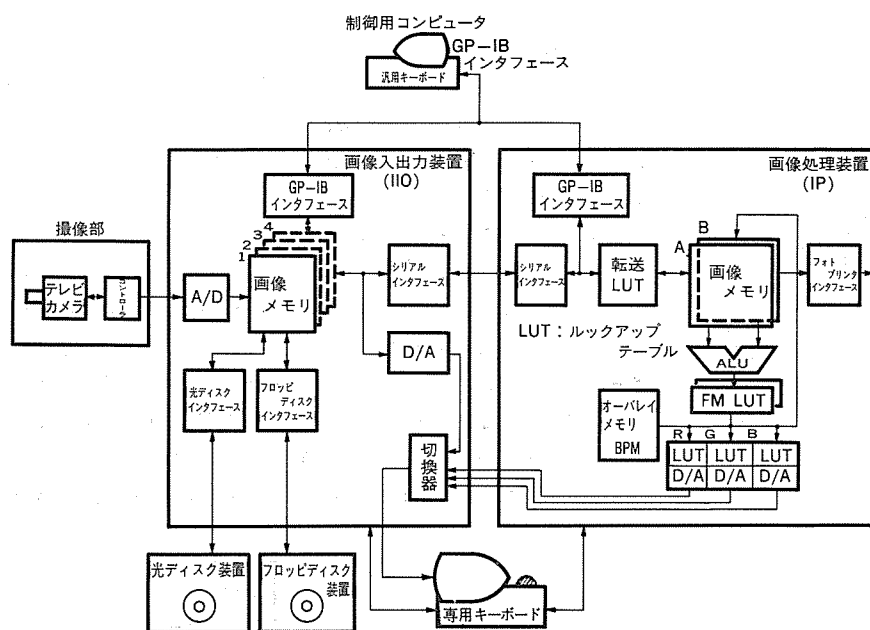 制御用コンピュータ
GP-IB
インタフェース
汎用キーボード
画像入出力装置
(IIO)
GP-IB
インタフェース
4
3
2
1
画像
メモリ
撮像部
テレビ
カメラ
コントローラ
A/D
シリアル
インタフェース
D/A
光ディスク
インタフェース
フロッピ
ディスク
インタフェース
切
換
器
画像処理装置
(IP)
GP-IB
インタフェース
シリアル
インタフェース
転送
LUT
B
A
画像
メモリ
フォト
プリンタ
インタフェース
LUT:ルックアップ
テーブル
ALU
FM LUT
オーバレイ
メモリ
BPM
R G B
LUT LUT LUT
D/A D/A D/A
光ディスク装置
フロッピディスク
装置
専用キーボード